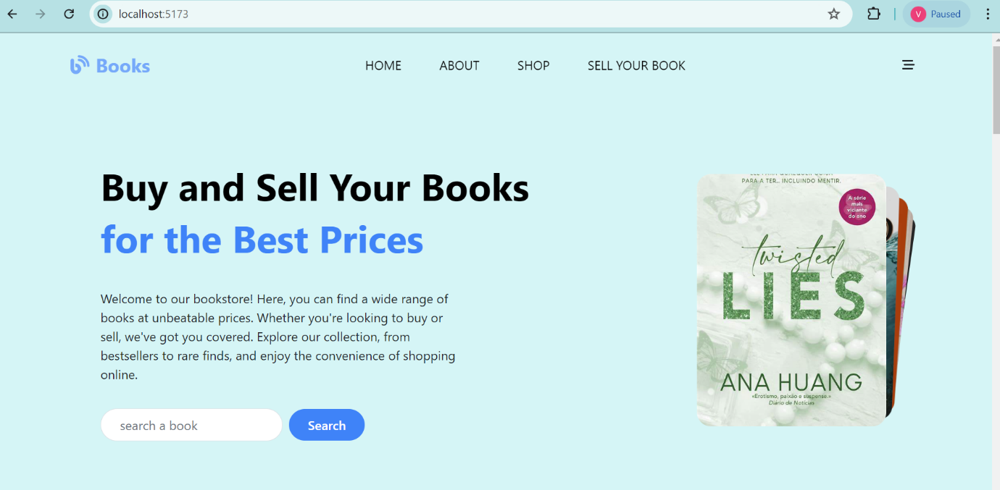 localhost:5173
V Paused
Books
HOME ABOUT SHOP SELL YOUR BOOK
Buy and Sell Your Books
for the Best Prices
Welcome to our bookstore! Here, you can find a wide range of
books at unbeatable prices. Whether you're looking to buy or
sell, we've got you covered. Explore our collection, from
bestsellers to rare finds, and enjoy the convenience of shopping
online.
search a book
Search
PARA A TER... INCLUINDO MENTIR.
A série
mais
viciante
do ano
twisted
LIES
ANA HUANG
«Erotismo, paixão e suspense.»
Diário de Notícias